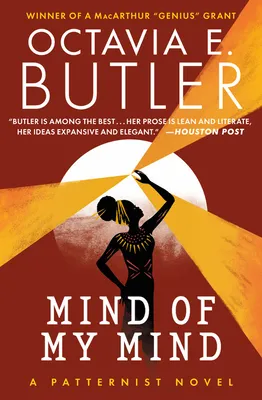 WINNER OF A MacARTHUR “GENIUS” GRANT
OCTAVIA E.
BUTLER
“BUTLER IS AMONG THE BEST...HER PROSE IS LEAN AND LITERATE,
HER IDEAS EXPANSIVE AND ELEGANT.” —HOUSTON POST
MIND OF
MY MIND
A PATTERNIST NOVEL